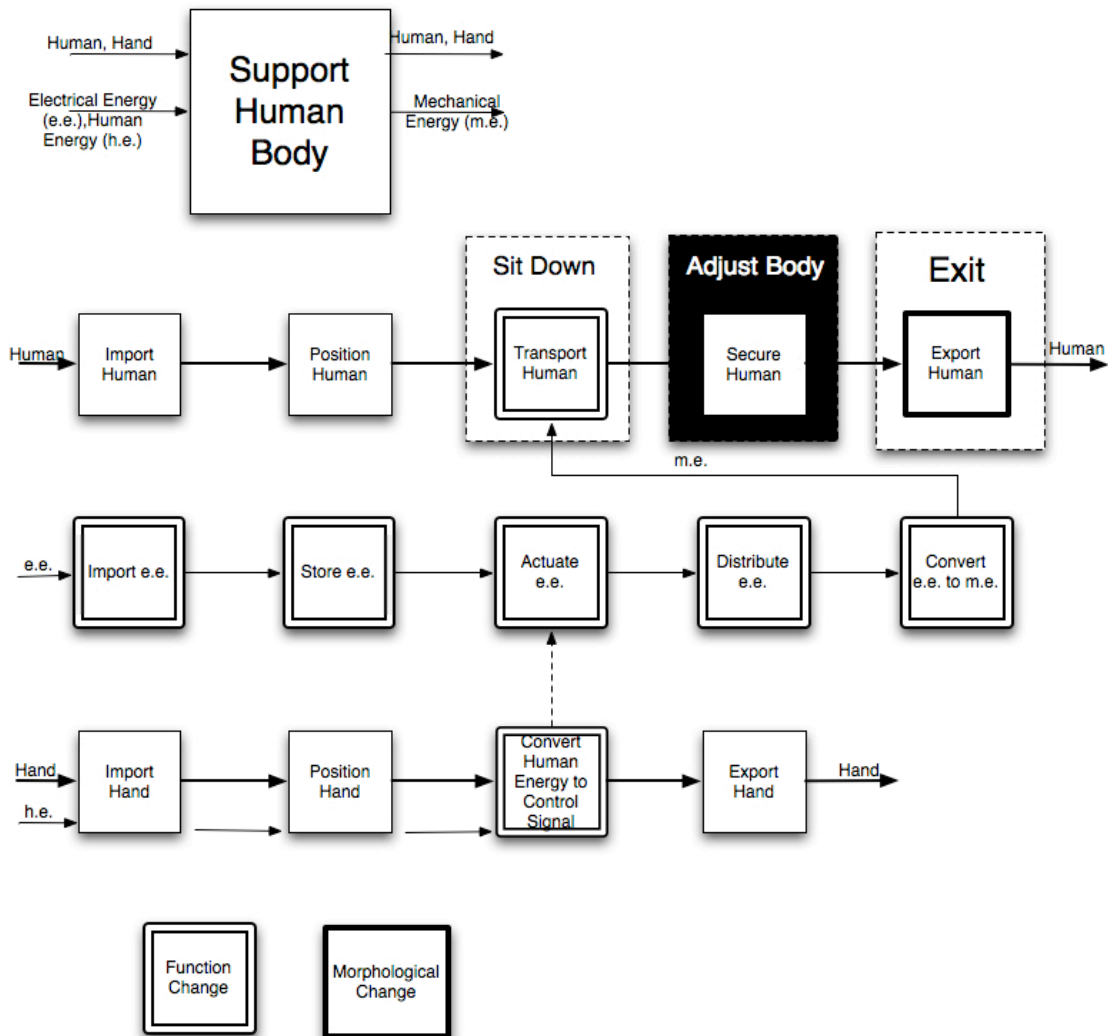 Human, Hand
Electrical Energy
(e.e.),Human
Energy (h.e.)
Support
Human
Body
Human, Hand
Mechanical
Energy (m.e.)
Sit Down
Adjust Body
Exit
Human
Import
Human
Position
Human
Transport
Human
Secure
Human
Export
Human
Human
m.e.
e.e.
Import e.e.
Store e.e.
Actuate
e.e.
Distribute
e.e.
Convert
e.e. to m.e.
Hand
h.e.
Import
Hand
Position
Hand
Convert
Human
Energy to
Control
Signal
Export
Hand
Hand
Function
Change
Morphological
Change